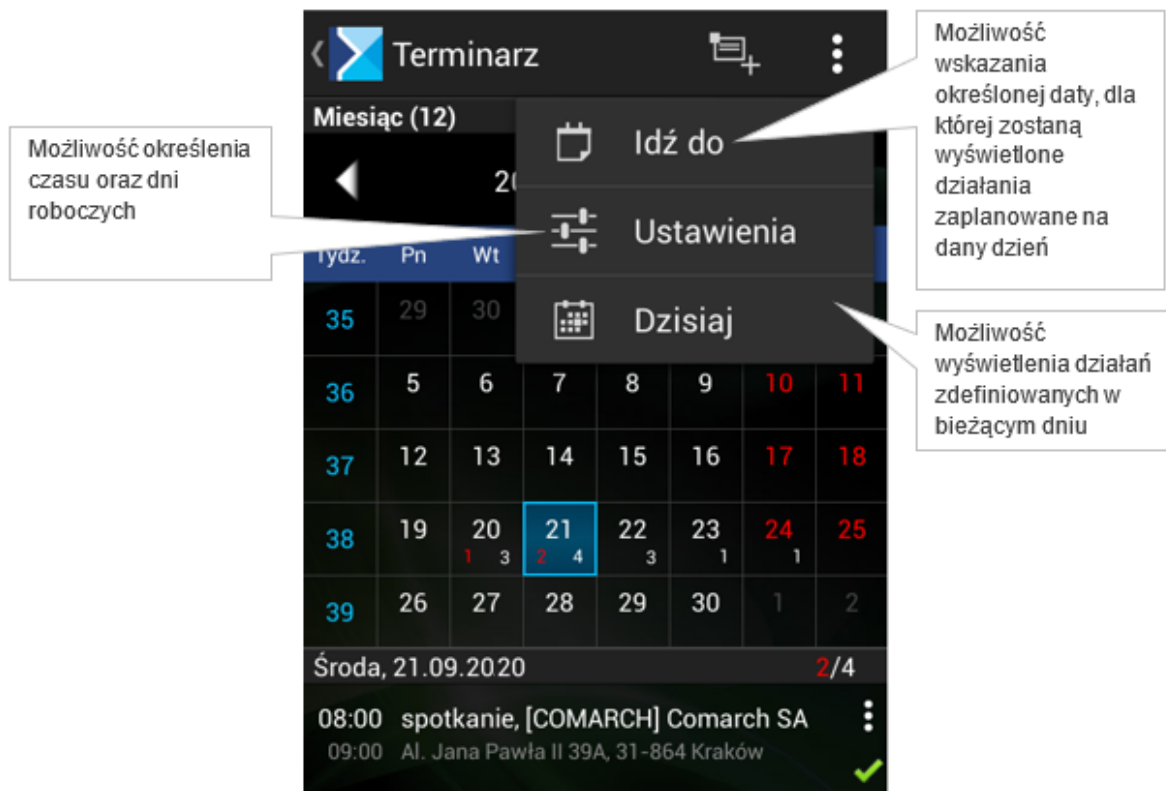 Terminarz
Miesiąc (12)
20
Idź do
Ustawienia
Dzisiaj
Tydz. Pn Wt
35 29 30
36 5 6 7 8 9 10 11
37 12 13 14 15 16 17 18
38 19 20 21 22 23 24 25
1 3 2 4 3 1 1
39 26 27 28 29 30 1 2
Środa, 21.09.2020 2/4
08:00 spotkanie, [COMARCH] Comarch SA
09:00 Al. Jana Pawła II 39A, 31-864 Kraków
Możliwość określenia
czasu oraz dni
roboczych
Możliwość
wskazania
określonej daty, dla
której zostaną
wyświetlone
działania
zaplanowane na
dany dzień
Możliwość
wyświetlenia działań
zdefiniowanych w
bieżącym dniu